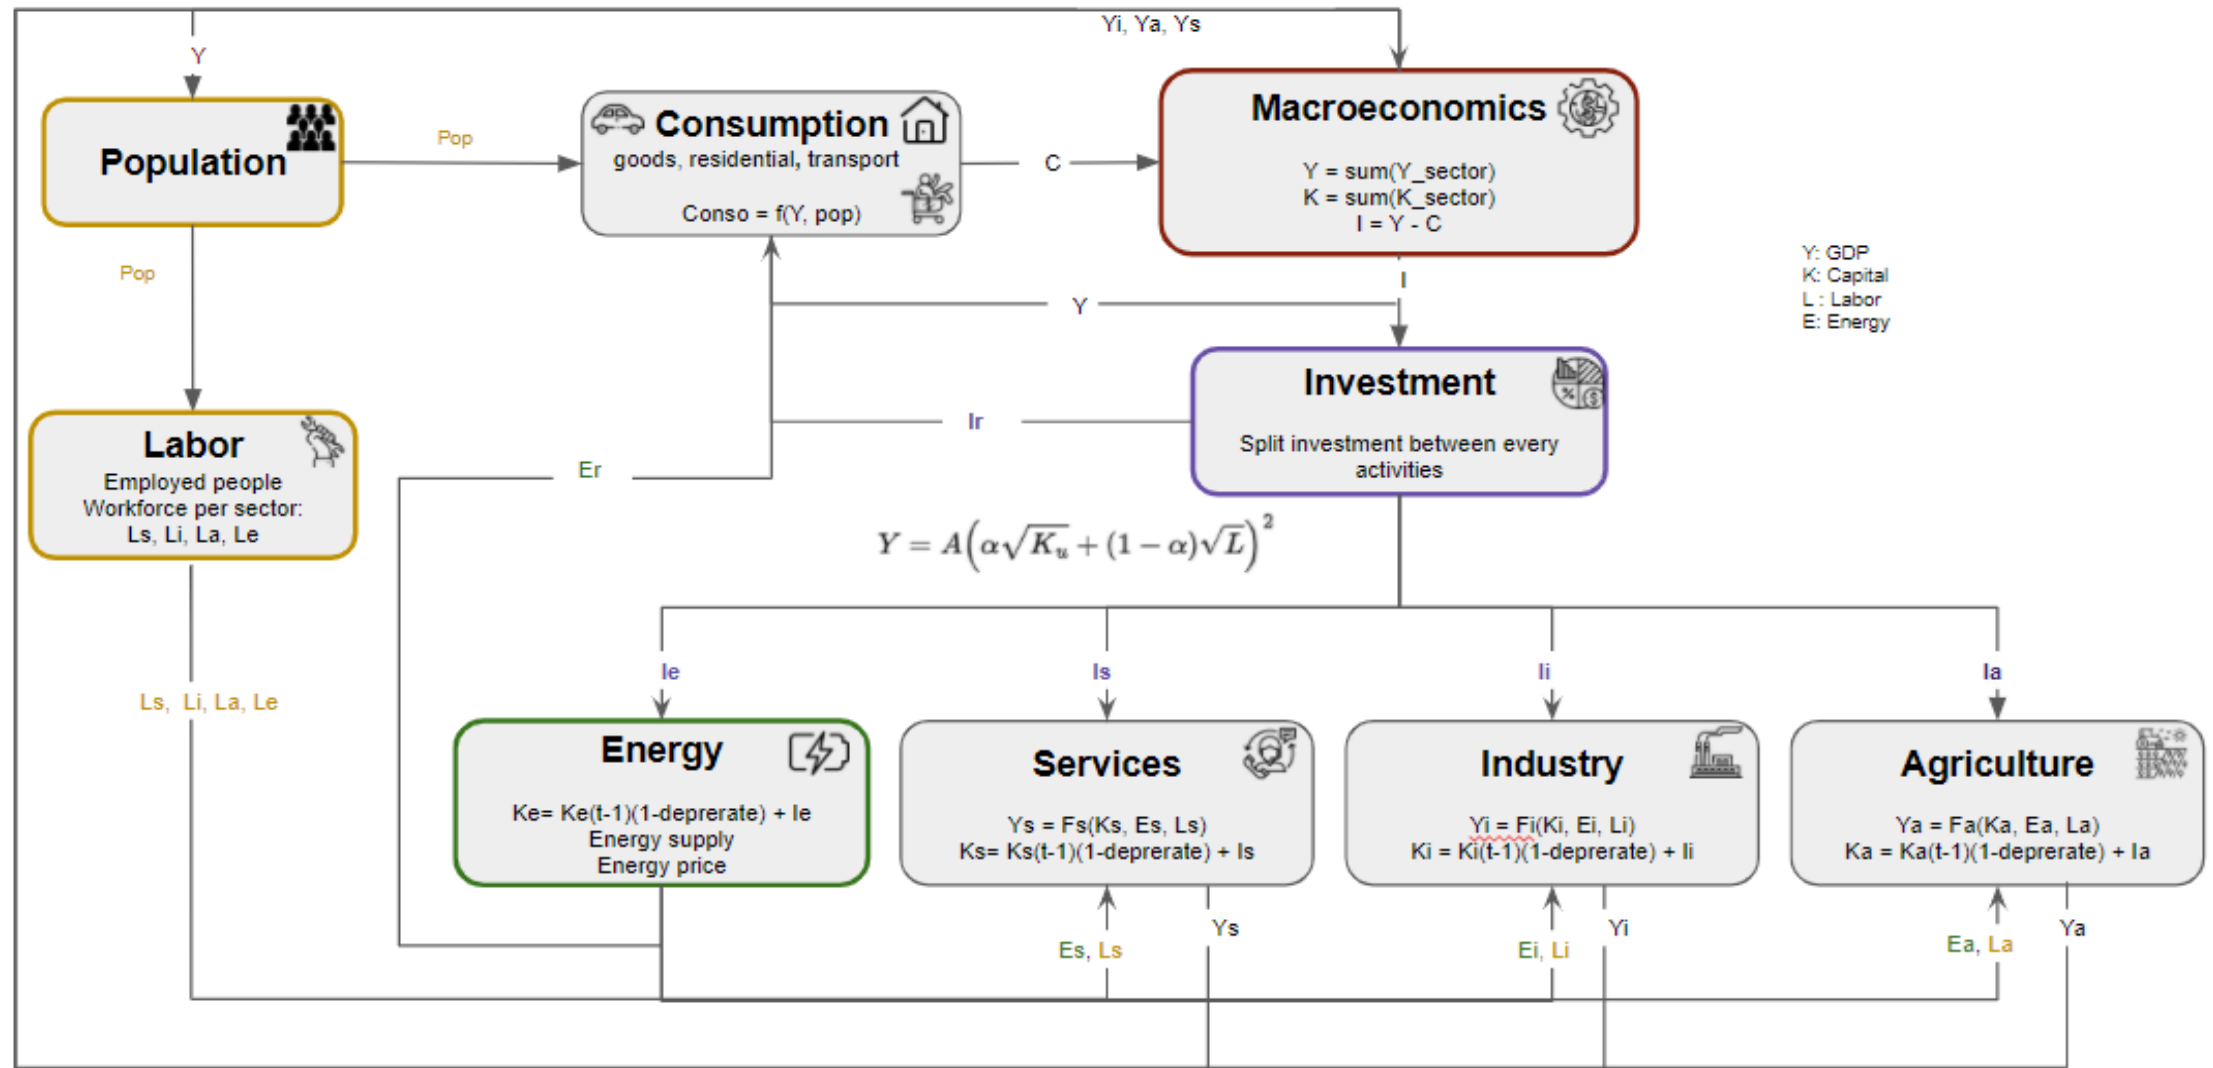 Yi, Ya, Ys
Y
Population
Pop
Consumption
goods, residential, transport
Conso = f(Y, pop)
C
Macroeconomics
Y = sum(Y_sector)
K = sum(K_sector)
I = Y - C
Y: GDP
K: Capital
L : Labor
E: Energy
Pop
I
Y
Investment
Split investment between every
activities
Ir
Labor
Employed people
Workforce per sector:
Ls, Li, La, Le
Er
Y = A(α√K_u + (1 − α)√L)²
Ls, Li, La, Le
Ie
Is
Ii
Ia
Energy
Ke= Ke(t-1)(1-deprerate) + Ie
Energy supply
Energy price
Services
Ys = Fs(Ks, Es, Ls)
Ks= Ks(t-1)(1-deprerate) + Is
Industry
Yi = Fi(Ki, Ei, Li)
Ki = Ki(t-1)(1-deprerate) + Ii
Agriculture
Ya = Fa(Ka, Ea, La)
Ka = Ka(t-1)(1-deprerate) + Ia
Es, Ls
Ys
Ei, Li
Yi
Ea, La
Ya